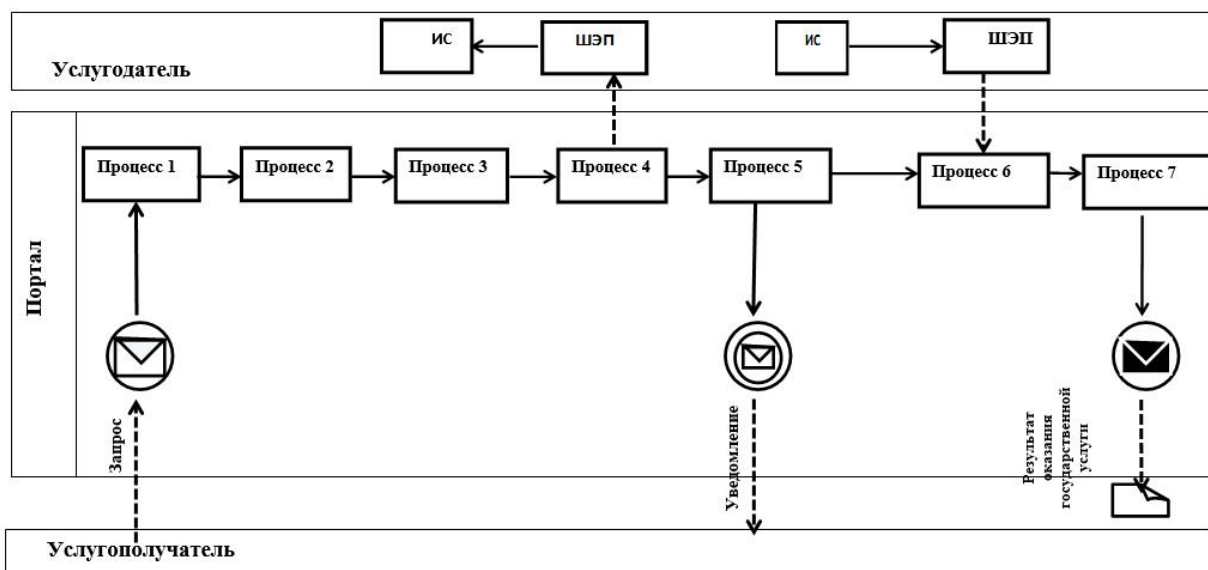 ИС
ШЭП
ИС
ШЭП
Услугодатель
Портал
Процесс 1
Процесс 2
Процесс 3
Процесс 4
Процесс 5
Процесс 6
Процесс 7
Запрос
Уведомление
Результат
оказания
государственной
услуги
Услугополучатель